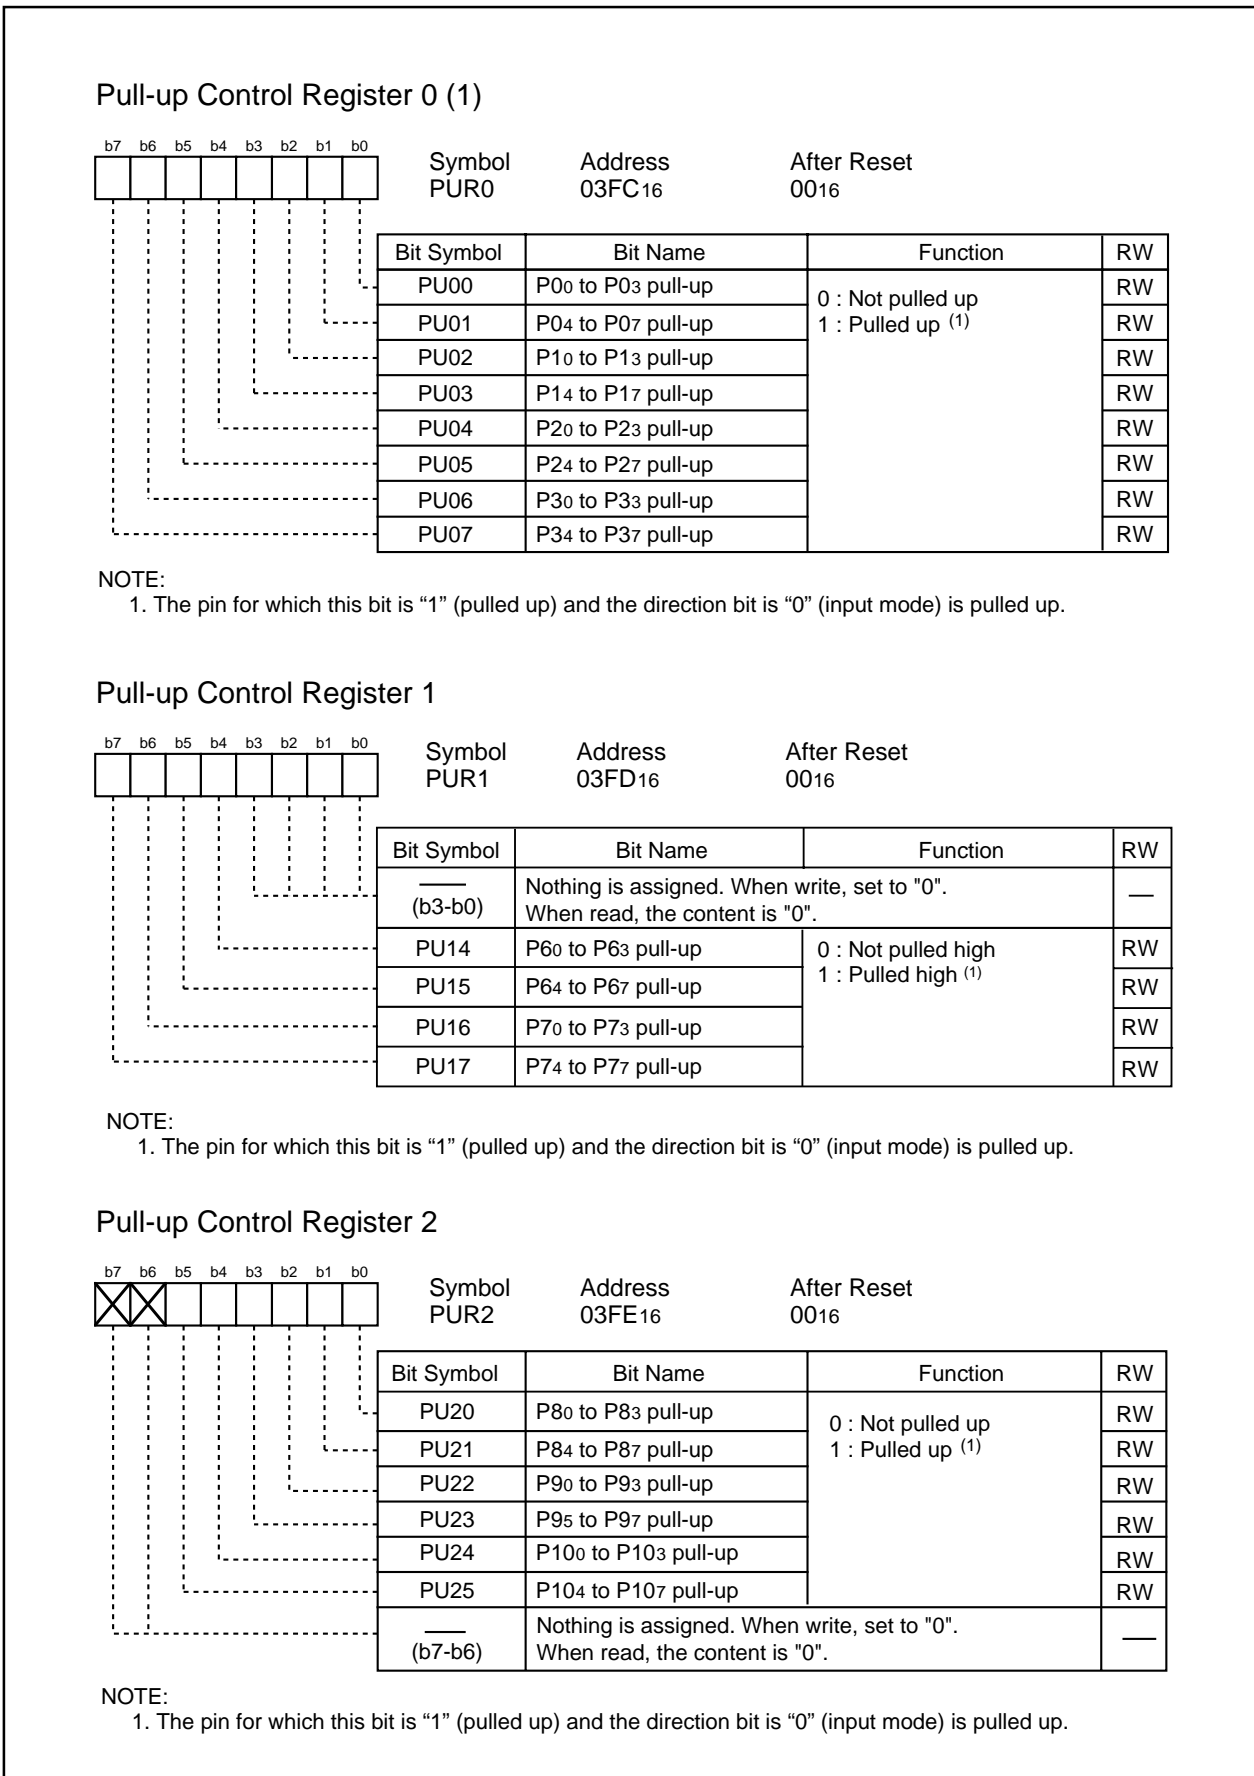 Pull-up Control Register 0 (1)
b7 b6 b5 b4 b3 b2 b1 b0
Symbol Address After Reset
PUR0 03FC16 0016
Bit Symbol Bit Name Function RW
PU00 P00 to P03 pull-up 0 : Not pulled up RW
PU01 P04 to P07 pull-up 1 : Pulled up (1) RW
PU02 P10 to P13 pull-up RW
PU03 P14 to P17 pull-up RW
PU04 P20 to P23 pull-up RW
PU05 P24 to P27 pull-up RW
PU06 P30 to P33 pull-up RW
PU07 P34 to P37 pull-up RW
NOTE:
1. The pin for which this bit is “1” (pulled up) and the direction bit is “0” (input mode) is pulled up.
Pull-up Control Register 1
b7 b6 b5 b4 b3 b2 b1 b0
Symbol Address After Reset
PUR1 03FD16 0016
Bit Symbol Bit Name Function RW
(b3-b0) Nothing is assigned. When write, set to "0". —
When read, the content is "0".
PU14 P60 to P63 pull-up 0 : Not pulled high RW
PU15 P64 to P67 pull-up 1 : Pulled high (1) RW
PU16 P70 to P73 pull-up RW
PU17 P74 to P77 pull-up RW
NOTE:
1. The pin for which this bit is “1” (pulled up) and the direction bit is “0” (input mode) is pulled up.
Pull-up Control Register 2
b7 b6 b5 b4 b3 b2 b1 b0
Symbol Address After Reset
PUR2 03FE16 0016
Bit Symbol Bit Name Function RW
PU20 P80 to P83 pull-up 0 : Not pulled up RW
PU21 P84 to P87 pull-up 1 : Pulled up (1) RW
PU22 P90 to P93 pull-up RW
PU23 P95 to P97 pull-up RW
PU24 P100 to P103 pull-up RW
PU25 P104 to P107 pull-up RW
(b7-b6) Nothing is assigned. When write, set to "0". —
When read, the content is "0".
NOTE:
1. The pin for which this bit is “1” (pulled up) and the direction bit is “0” (input mode) is pulled up.